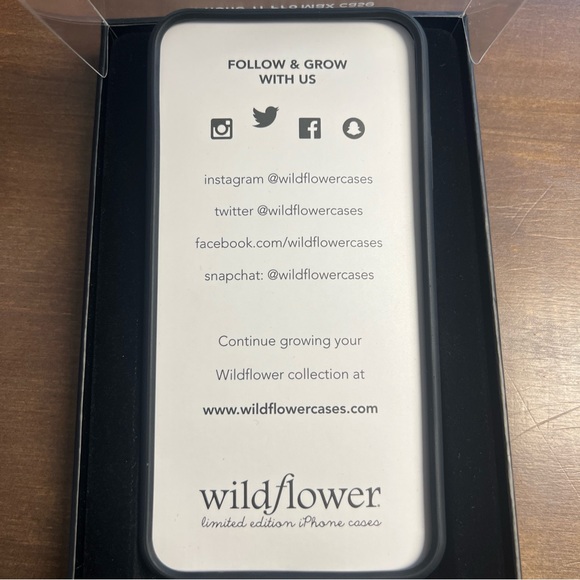 FOLLOW & GROW
WITH US
instagram @wildflowercases
twitter @wildflowercases
facebook.com/wildflowercases
snapchat: @wildflowercases
Continue growing your
Wildflower collection at
www.wildflowercases.com
wildflower
limited edition iPhone cases